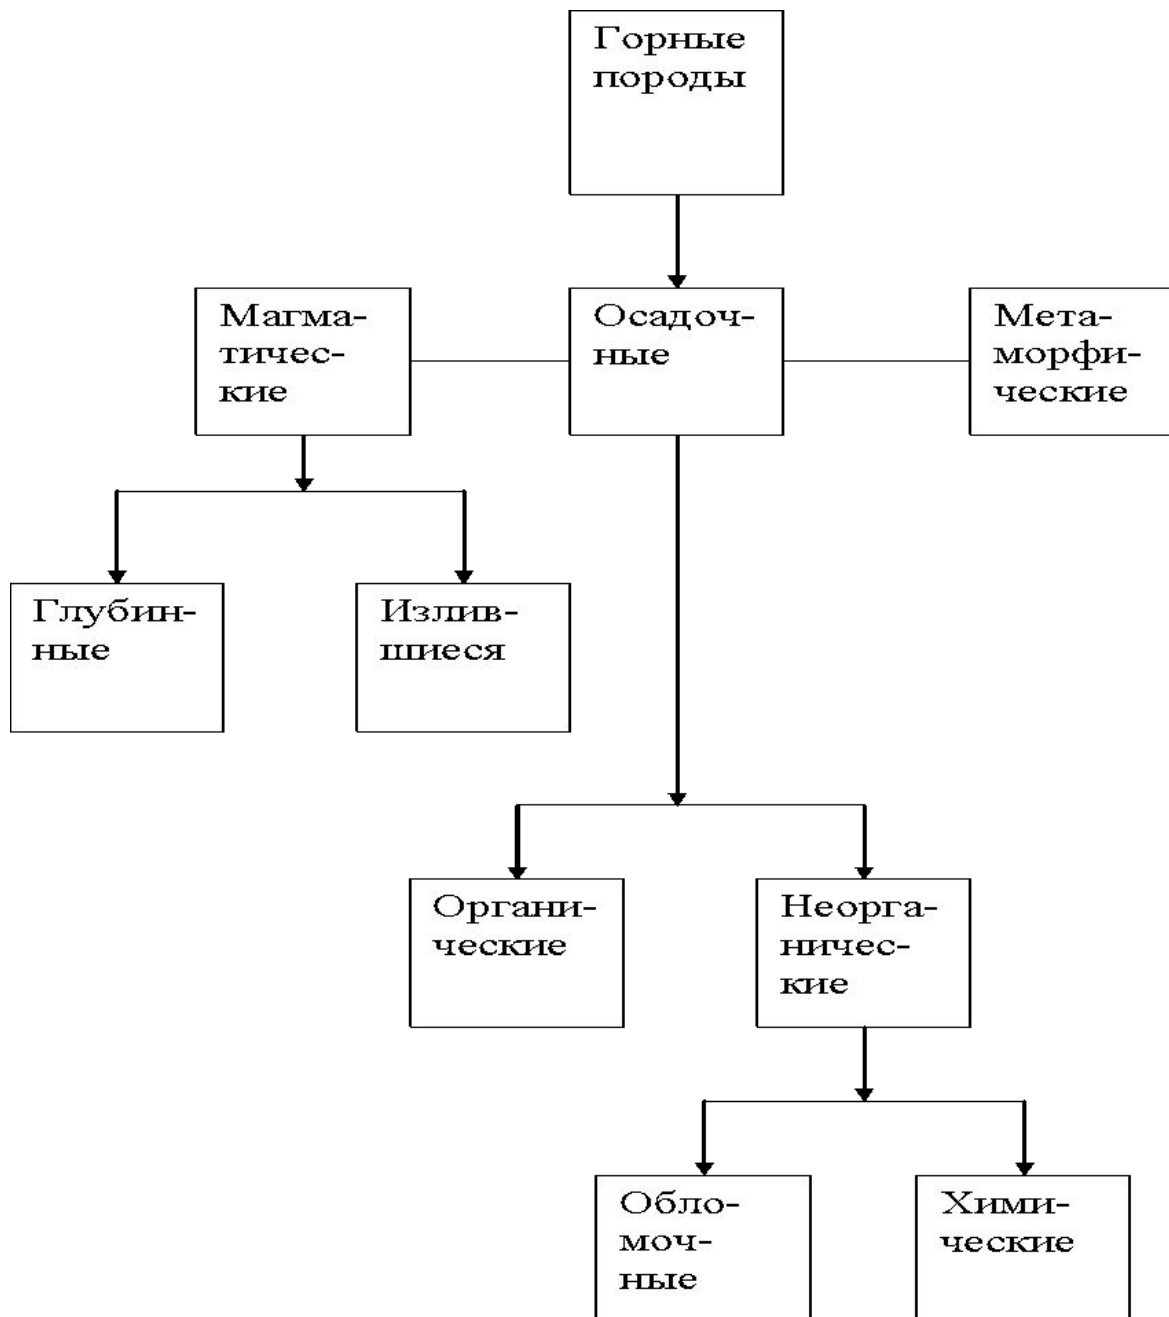 Горные
породы
Магма-
тичес-
кие
Осадоч-
ные
Мета-
морфи-
ческие
Глубин-
ные
Излив-
шиеся
Органи-
ческие
Неорга-
ничес-
кие
Обло-
моч-
ные
Хими-
ческие